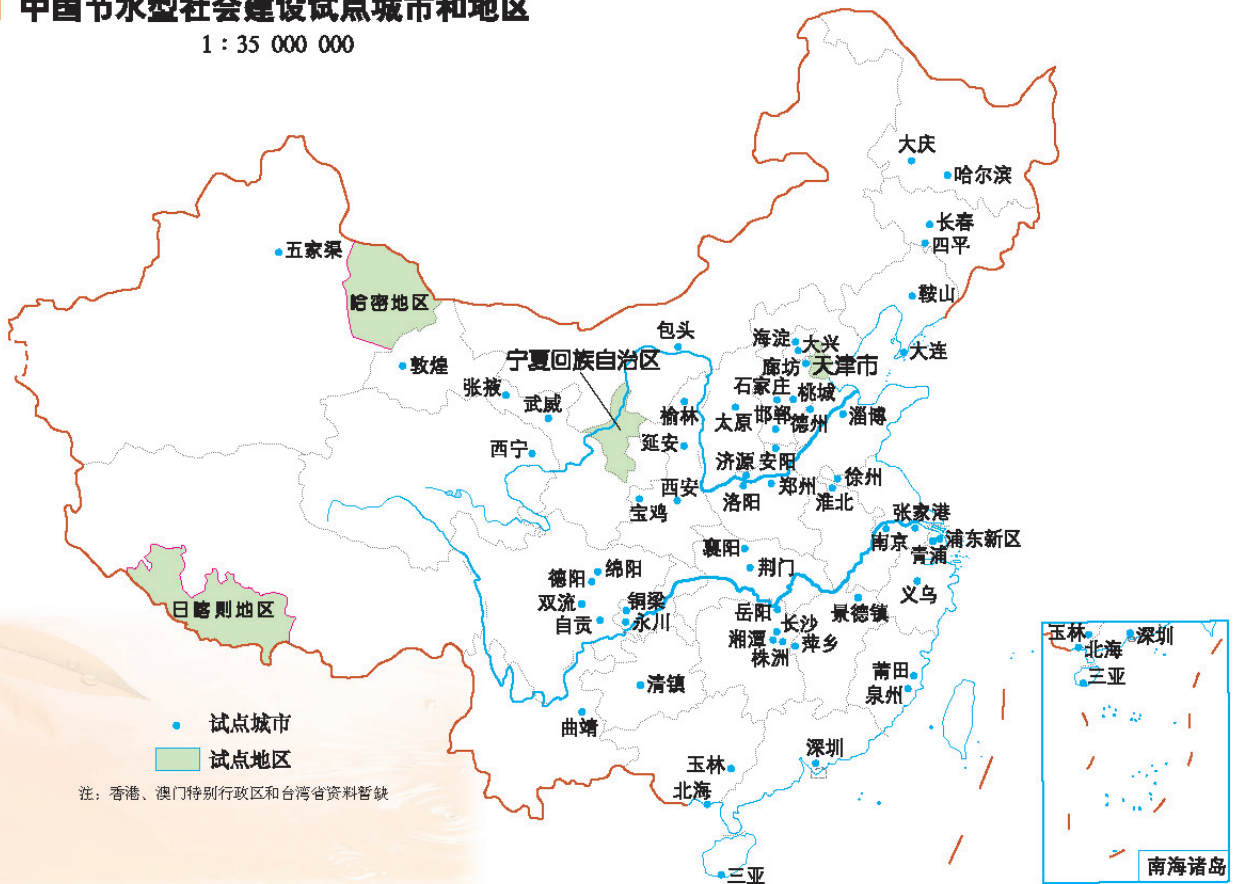 中国节水型社会建设试点城市和地区
1：35 000 000
大庆
哈尔滨
长春
四平
五家渠
鞍山
哈密地区
包头
海淀
大兴
大连
宁夏回族自治区
廊坊
天津市
敦煌
张掖
石家庄
桃城
武威
榆林
太原
邯郸
德州
淄博
西宁
延安
济源
安阳
徐州
西安
洛阳
郑州
淮北
宝鸡
张家港
南京
浦东新区
青浦
襄阳
荆门
绵阳
德阳
义乌
双流
铜梁
岳阳
景德镇
日喀则地区
自贡
永川
长沙
湘潭
萍乡
株洲
玉林
深圳
北海
三亚
清镇
莆田
泉州
曲靖
试点城市
试点地区
深圳
玉林
北海
注：香港、澳门特别行政区和台湾省资料暂缺
三亚
南海诸岛